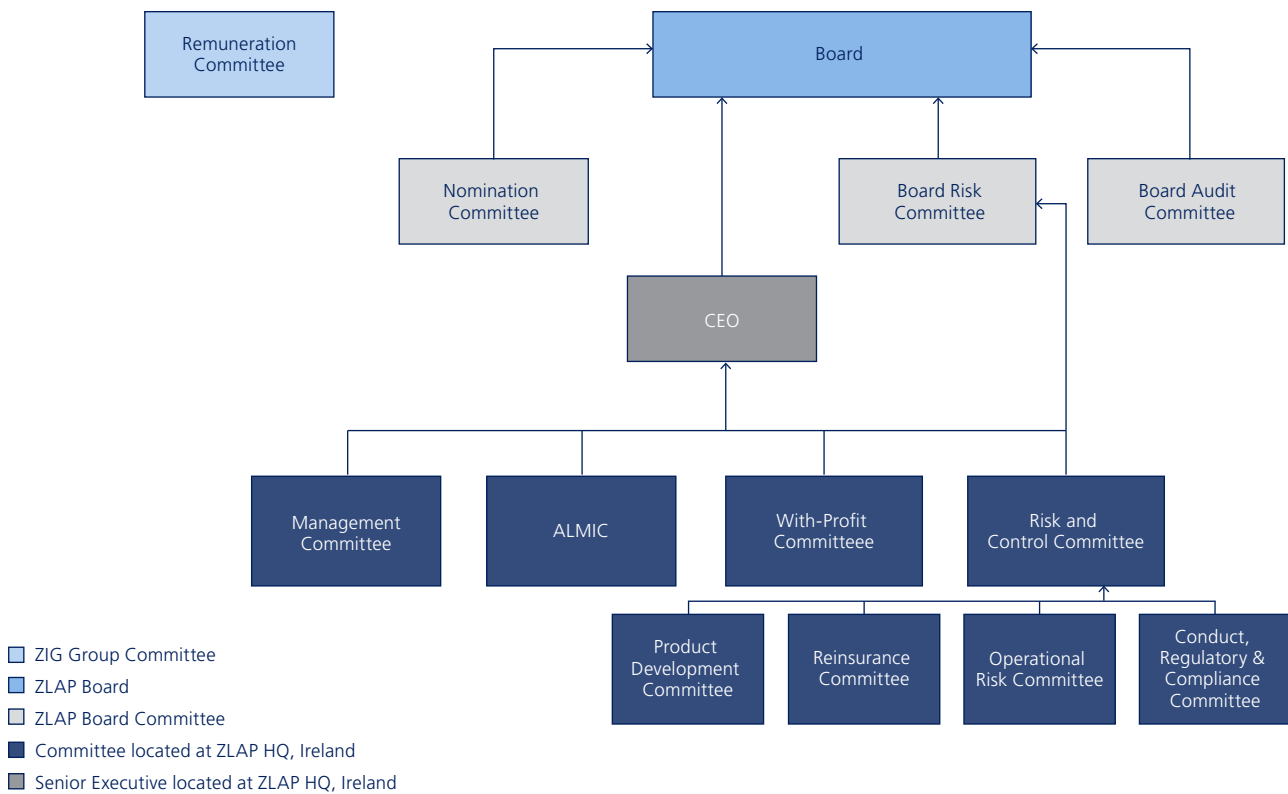 Remuneration
Committee
Board
Nomination
Committee
Board Risk
Committee
Board Audit
Committee
CEO
Management
Committee
ALMIC
With-Profit
Committeee
Risk and
Control Committee
Product
Development
Committee
Reinsurance
Committee
Operational
Risk Committee
Conduct,
Regulatory &
Compliance
Committee
ZIG Group Committee
ZLAP Board
ZLAP Board Committee
Committee located at ZLAP HQ, Ireland
Senior Executive located at ZLAP HQ, Ireland